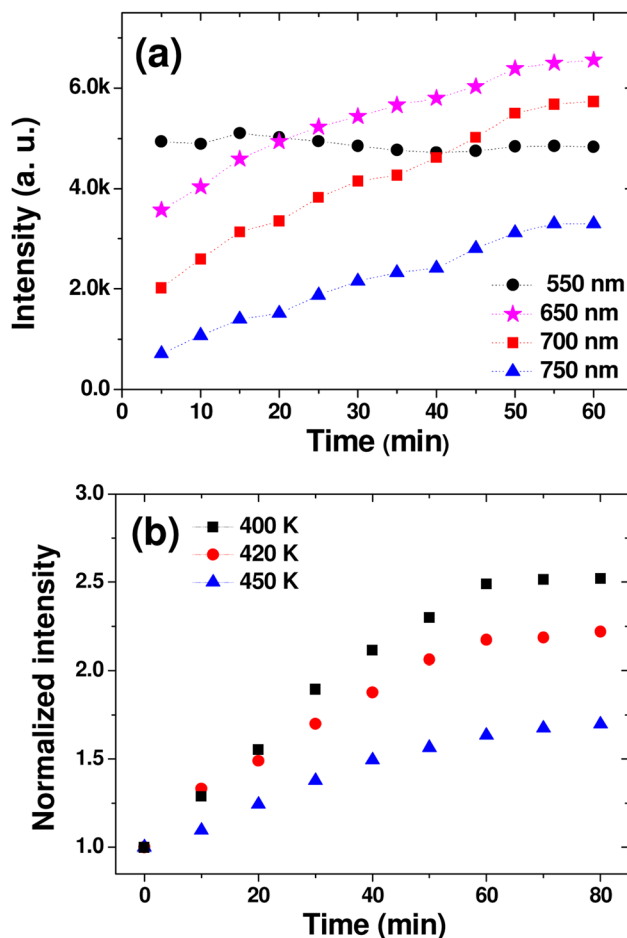 (a)
Intensity (a. u.)
6.0k
4.0k
2.0k
0.0
550 nm
650 nm
700 nm
750 nm
0 10 20 30 40 50 60
Time (min)
(b)
Normalized intensity
3.0
2.5
2.0
1.5
1.0
400 K
420 K
450 K
0 20 40 60 80
Time (min)